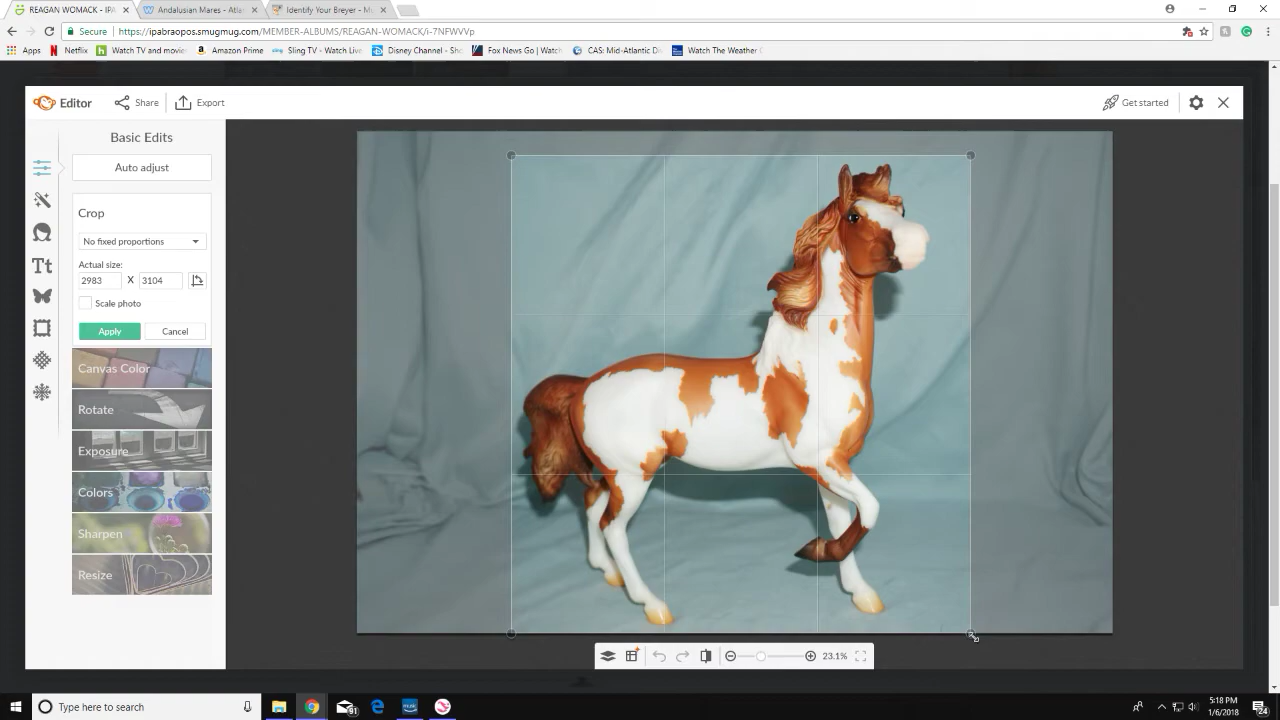 REAGAN WOMACK - IPA
Andalusian Mares - Atla
Identify Your Breyer - Mu
Secure
https://ipabraopos.smugmug.com/MEMBER-ALBUMS/REAGAN-WOMACK/i-7NFWVVp
Apps
Netflix
Watch TV and movie
Amazon Prime
Sling TV - Watch Live
Disney Channel - Sho
Fox News Go | Watch
CAS: Mid-Atlantic Di
Watch The Weather C
Editor
Share
Export
Get started
Basic Edits
Auto adjust
Crop
No fixed proportions
Actual size:
2983 X 3104
Scale photo
Apply
Cancel
Canvas Color
Rotate
Exposure
Colors
Sharpen
Resize
Tt
23.1%
Type here to search
91
5:18 PM
1/6/2018
24